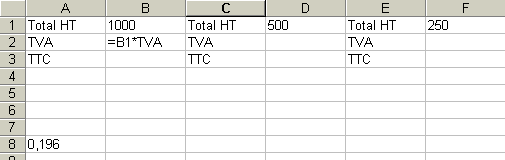 A B C D E F
1 Total HT 1000 Total HT 500 Total HT 250
2 TVA =B1*TVA TVA TVA
3 TTC TTC TTC
4
5
6
7
8 0,196